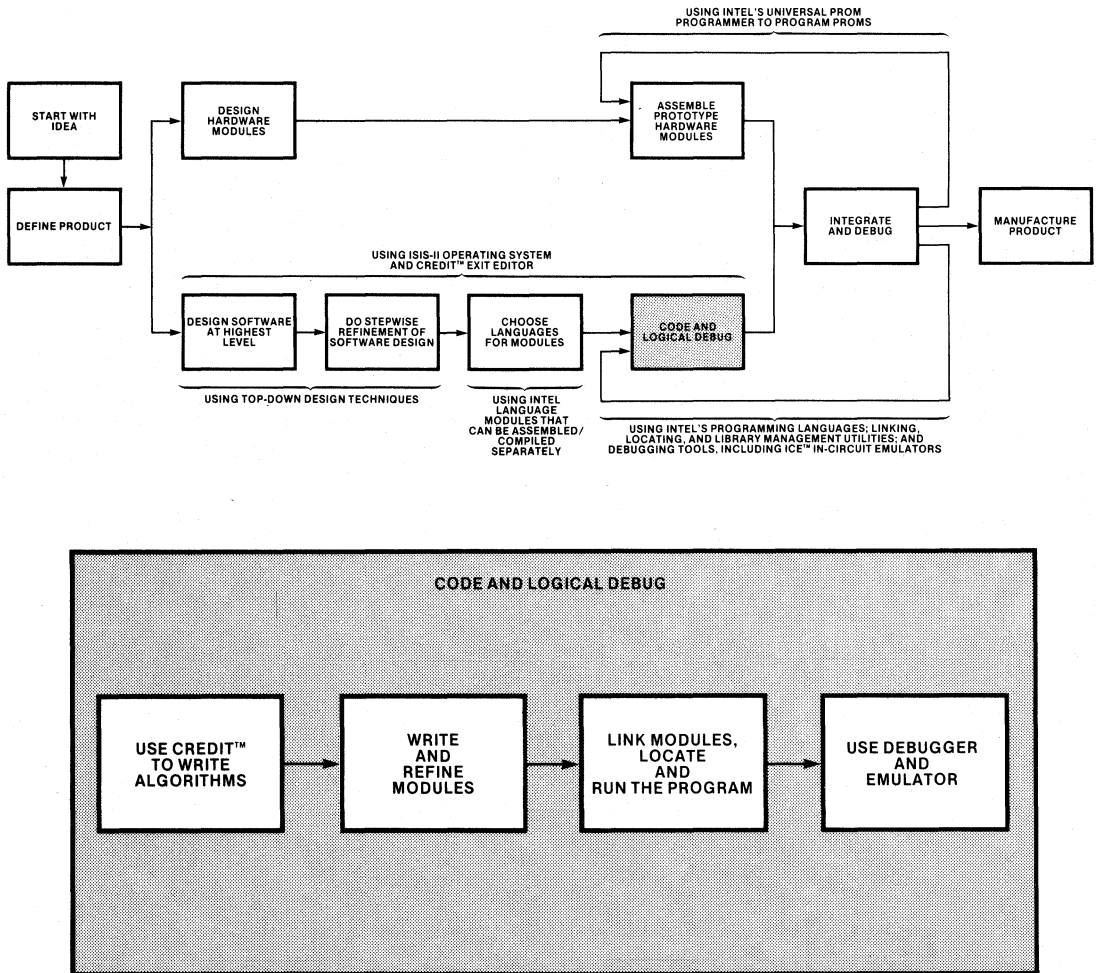 USING INTEL'S UNIVERSAL PROM
PROGRAMMER TO PROGRAM PROMS
START WITH
IDEA
DESIGN
HARDWARE
MODULES
ASSEMBLE
PROTOTYPE
HARDWARE
MODULES
DEFINE PRODUCT
INTEGRATE
AND DEBUG
MANUFACTURE
PRODUCT
USING ISIS-II OPERATING SYSTEM
AND CREDIT™ EXIT EDITOR
DESIGN SOFTWARE
AT HIGHEST
LEVEL
DO STEPWISE
REFINEMENT OF
SOFTWARE DESIGN
CHOOSE
LANGUAGES
FOR MODULES
CODE AND
LOGICAL DEBUG
USING TOP-DOWN DESIGN TECHNIQUES
USING INTEL
LANGUAGE
MODULES THAT
CAN BE ASSEMBLED/
COMPILED
SEPARATELY
USING INTEL'S PROGRAMMING LANGUAGES; LINKING,
LOCATING, AND LIBRARY MANAGEMENT UTILITIES; AND
DEBUGGING TOOLS, INCLUDING ICE™ IN-CIRCUIT EMULATORS
CODE AND LOGICAL DEBUG
USE CREDIT™
TO WRITE
ALGORITHMS
WRITE
AND
REFINE
MODULES
LINK MODULES,
LOCATE
AND
RUN THE PROGRAM
USE DEBUGGER
AND
EMULATOR